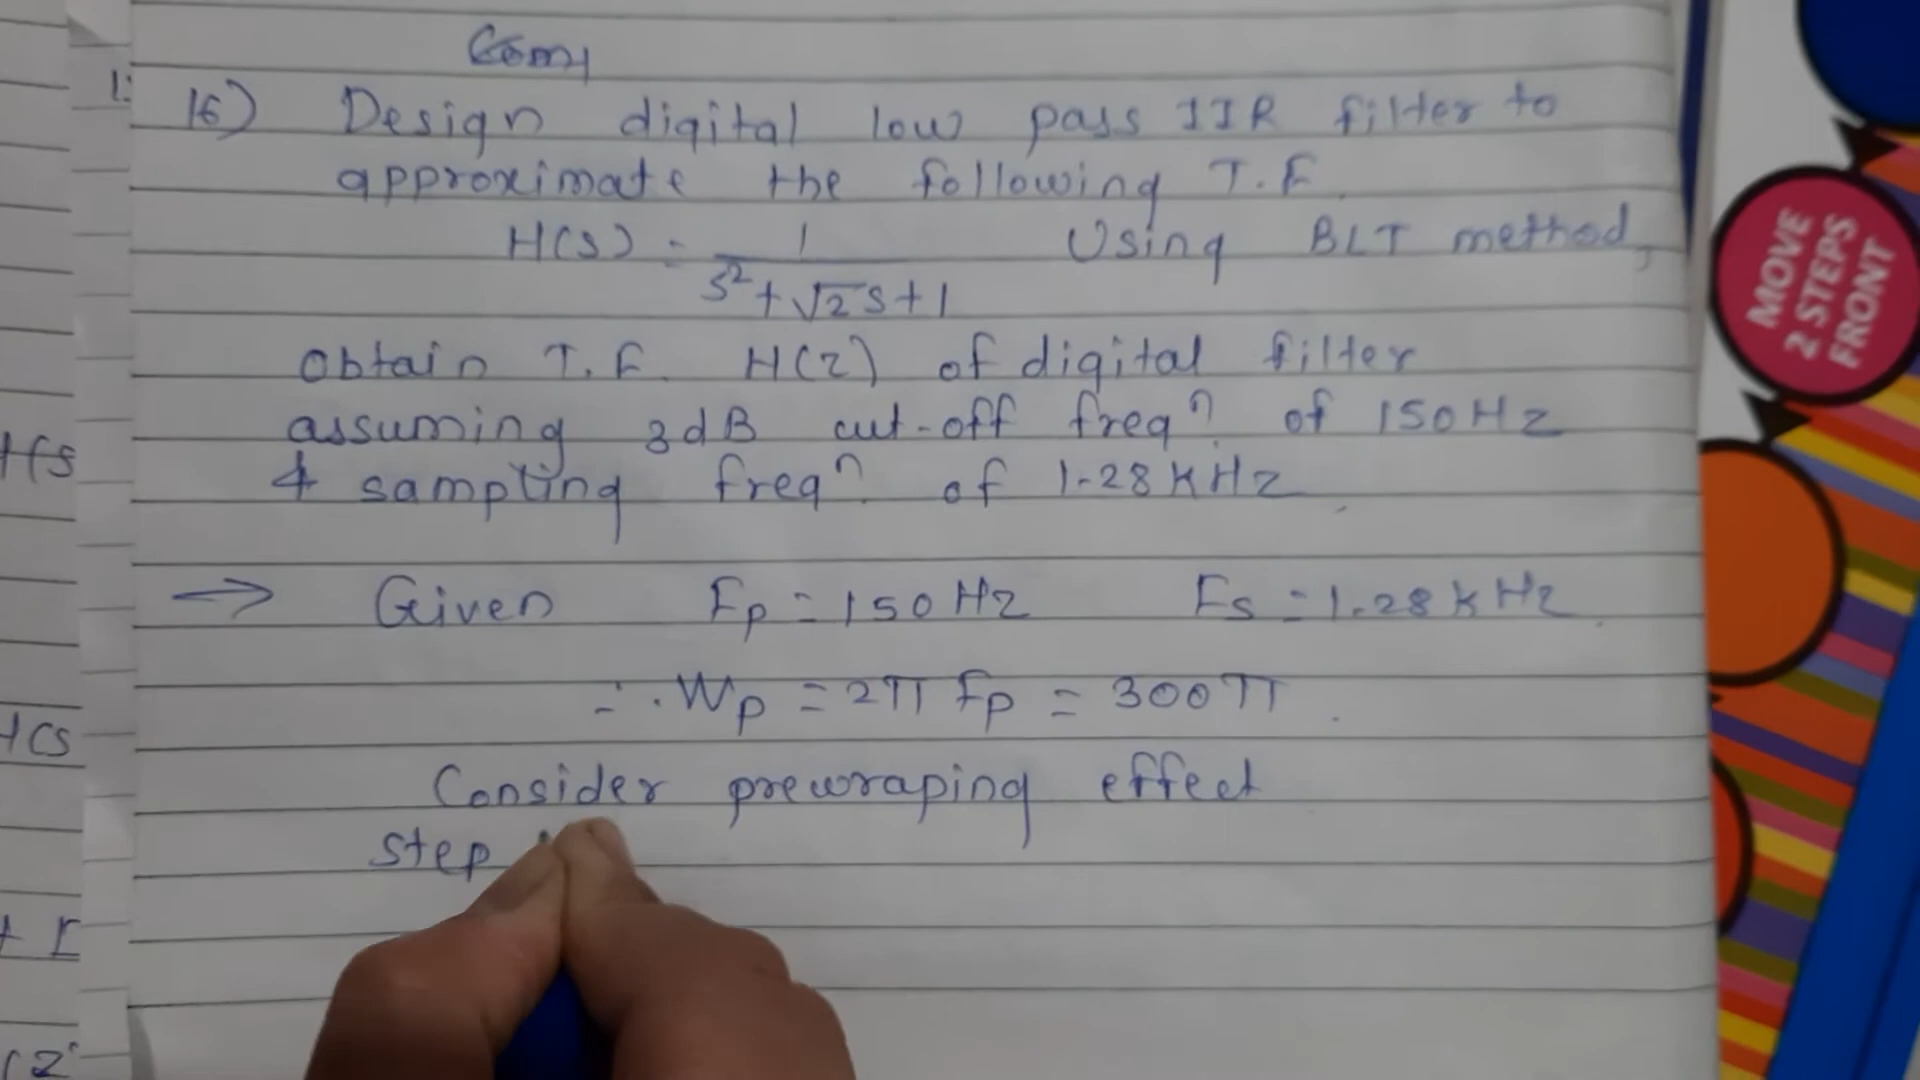 16) Design digital low pass IIR filter to
approximate the following T.F.
H(s) = 1 / s²+√2s+1 Using BLT method,
obtain T.F. H(z) of digital filter
assuming 3dB cut-off freqⁿ. of 150Hz
& sampling freqⁿ. of 1.28KHz.
→ Given Fp = 150Hz Fs = 1.28KHz.
∴ Wp = 2π Fp = 300π.
Consider prewraping effect
step
MOVE
2 STEPS
FRONT